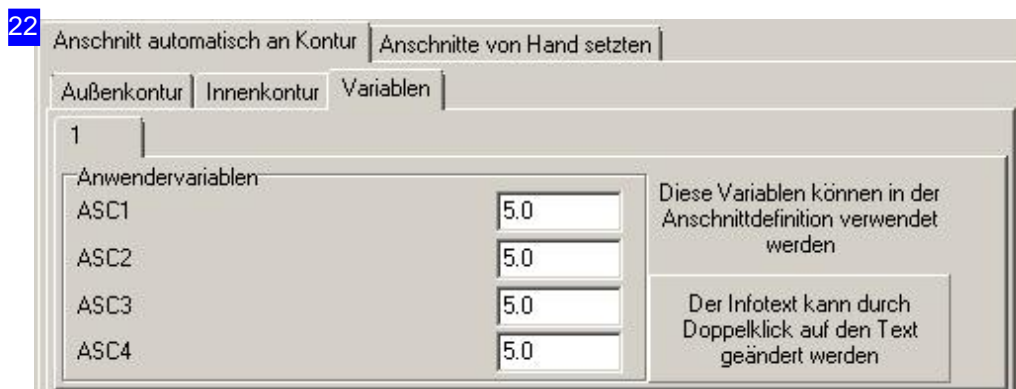 22
Anschnitt automatisch an Kontur Anschnitte von Hand setzten
Außenkontur Innenkontur Variablen
1
Anwendervariablen
ASC1 5.0
ASC2 5.0
ASC3 5.0
ASC4 5.0
Diese Variablen können in der
Anschnittdefinition verwendet
werden
Der Infotext kann durch
Doppelklick auf den Text
geändert werden